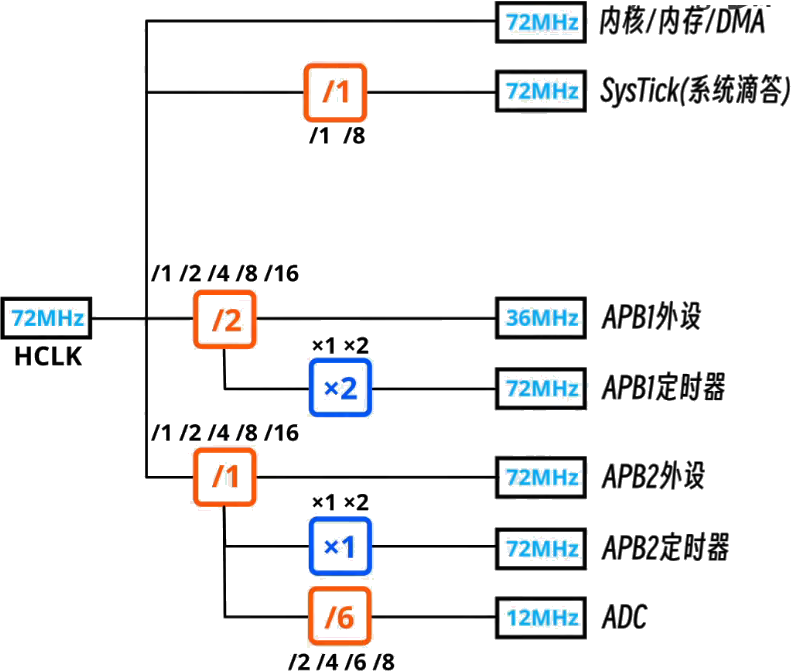 72MHz 内核/内存/DMA
/1 72MHz SysTick(系统滴答)
/1 /8
/1 /2 /4 /8 /16
72MHz /2 36MHz APB1外设
HCLK
×1 ×2
×2 72MHz APB1定时器
/1 /2 /4 /8 /16
/1 72MHz APB2外设
×1 ×2
×1 72MHz APB2定时器
/6 12MHz ADC
/2 /4 /6 /8